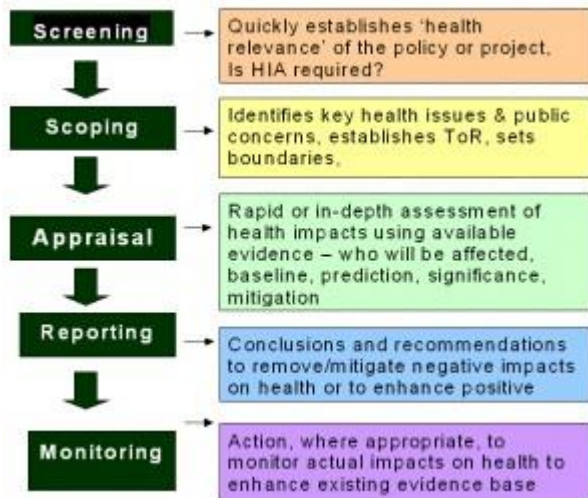 Screening
Quickly establishes ‘health
relevance’ of the policy or project.
Is HIA required?
Scoping
Identifies key health issues & public
concerns, establishes ToR, sets
boundaries.
Appraisal
Rapid or in-depth assessment of
health impacts using available
evidence – who will be affected,
baseline, prediction, significance,
mitigation
Reporting
Conclusions and recommendations
to remove/mitigate negative impacts
on health or to enhance positive
Monitoring
Action, where appropriate, to
monitor actual impacts on health to
enhance existing evidence base